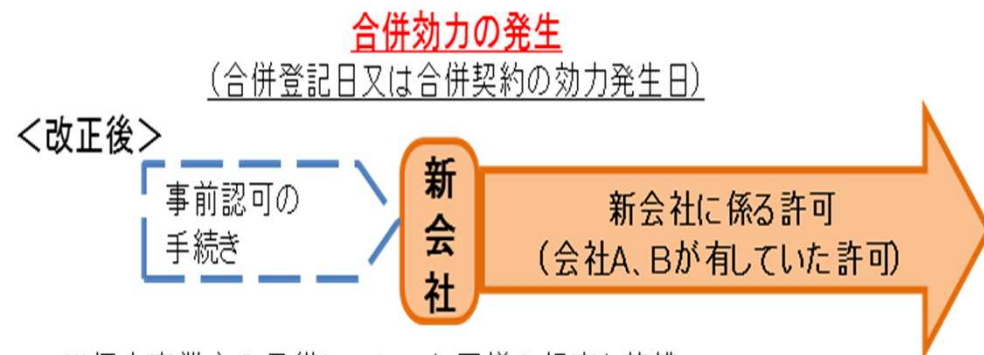 合併効力の発生
(合併登記日又は合併契約の効力発生日)
<改正後>
事前認可の
手続き
新会社
新会社に係る許可
(会社A、Bが有していた許可)